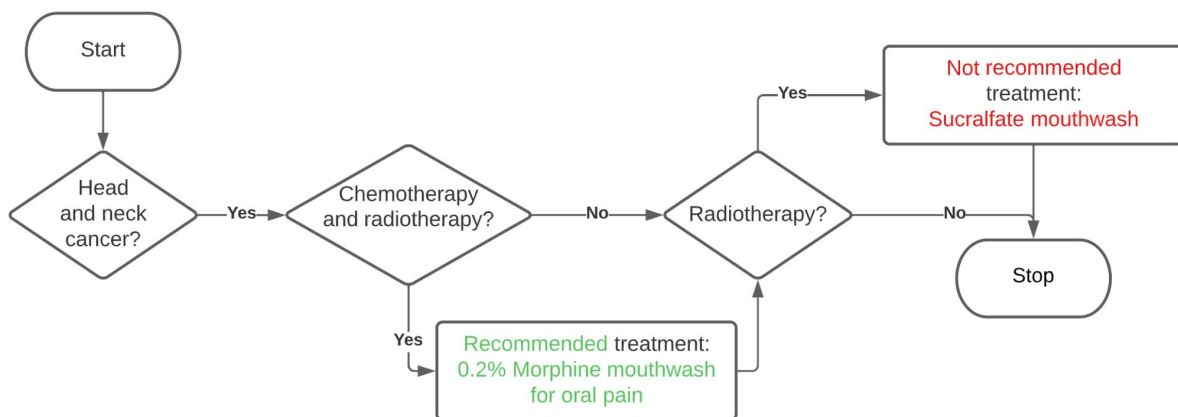 Start
Head
and neck
cancer?
Yes
Chemotherapy
and radiotherapy?
Yes
Recommended treatment:
0.2% Morphine mouthwash
for oral pain
No
Radiotherapy?
Yes
Not recommended
treatment:
Sucralfate mouthwash
No
Stop